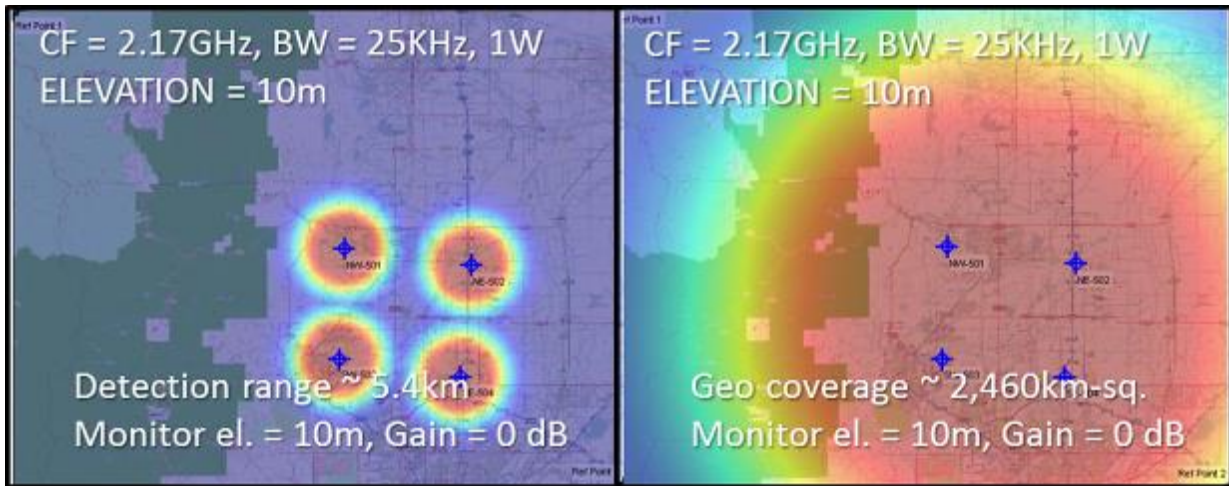 Ref Point 1
CF = 2.17GHz, BW = 25KHz, 1W
ELEVATION = 10m
NW-501
NE-502
Detection range ~ 5.4km
Monitor el. = 10m, Gain = 0 dB
Ref Point
Ref Point 1
CF = 2.17GHz, BW = 25KHz, 1W
ELEVATION = 10m
NW-501
NE-502
Geo coverage ~ 2,460km-sq.
Monitor el. = 10m, Gain = 0 dB
Ref Point 2